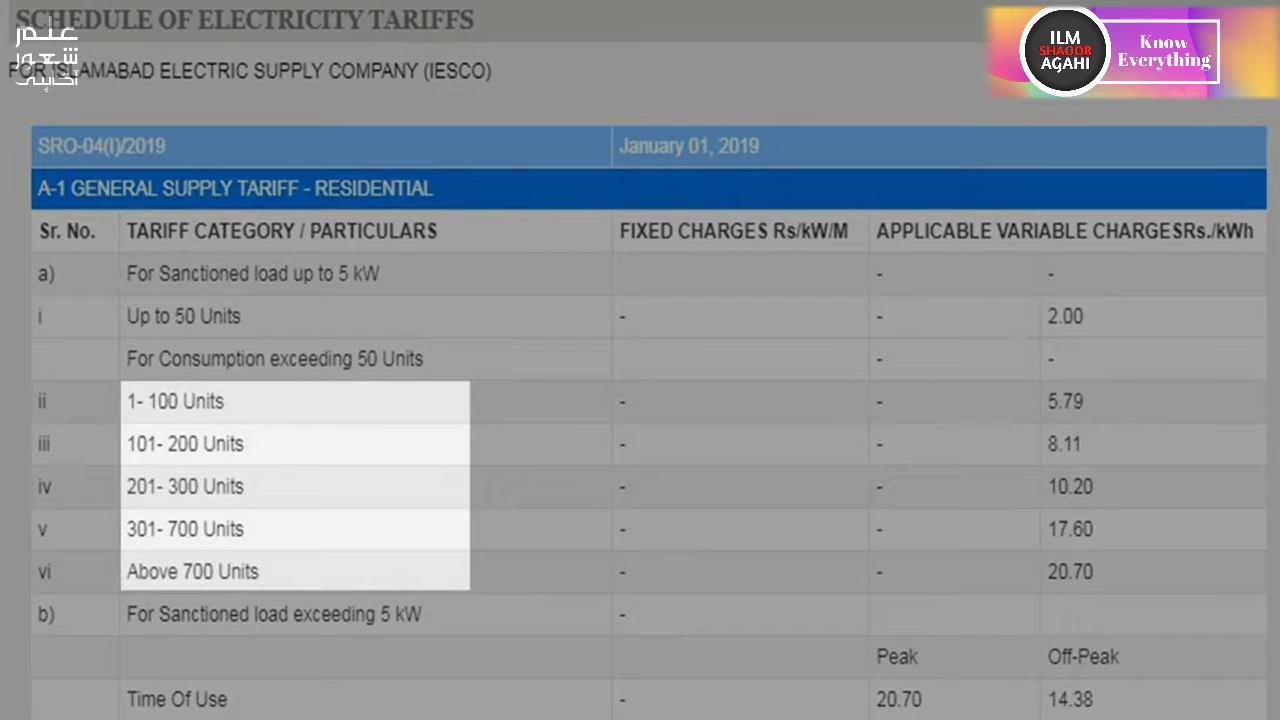 SCHEDULE OF ELECTRICITY TARIFFS
علم
شعور
آگاہی
ILM
SHAOOR
AGAHI
Know
Everything
FOR ISLAMABAD ELECTRIC SUPPLY COMPANY (IESCO)
SRO-04(I)/2019 January 01, 2019
A-1 GENERAL SUPPLY TARIFF - RESIDENTIAL
Sr. No. TARIFF CATEGORY / PARTICULARS FIXED CHARGES Rs/kW/M APPLICABLE VARIABLE CHARGESRs./kWh
a) For Sanctioned load up to 5 kW - -
i Up to 50 Units - - 2.00
For Consumption exceeding 50 Units - -
ii 1- 100 Units - - 5.79
iii 101- 200 Units - - 8.11
iv 201- 300 Units - - 10.20
v 301- 700 Units - - 17.60
vi Above 700 Units - - 20.70
b) For Sanctioned load exceeding 5 kW -
Peak Off-Peak
Time Of Use - 20.70 14.38